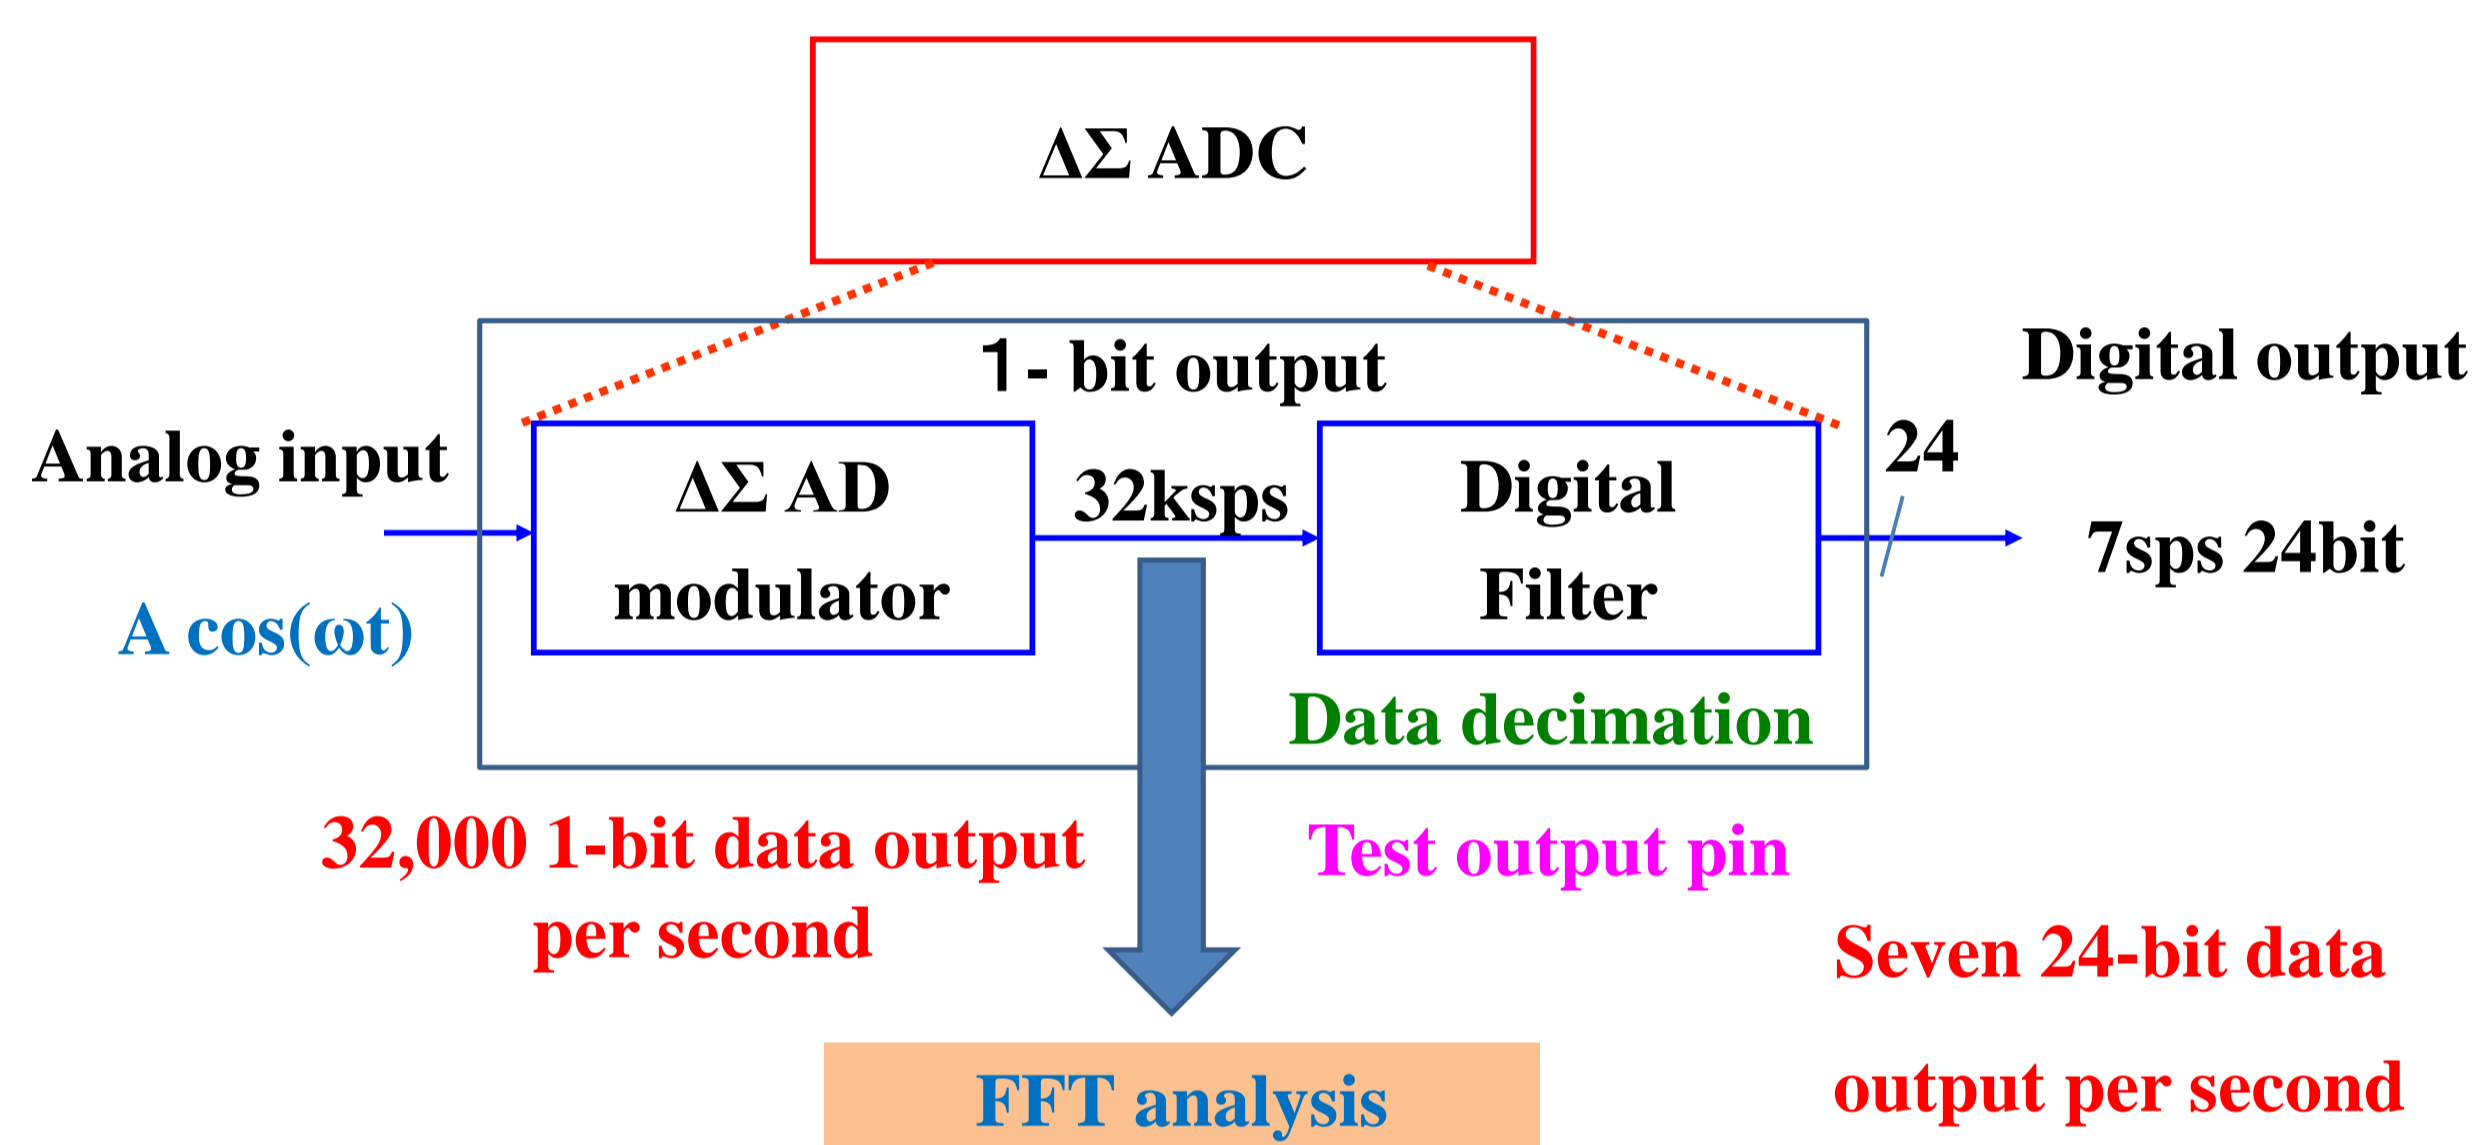 ΔΣ ADC
1- bit output
Digital output
Analog input
24
ΔΣ AD
modulator
32ksps
Digital
Filter
7sps 24bit
A cos(ωt)
Data decimation
32,000 1-bit data output
per second
Test output pin
Seven 24-bit data
output per second
FFT analysis